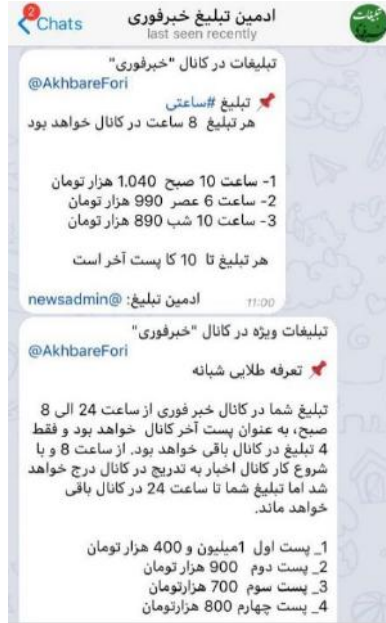 Chats
ادمین تبلیغ خبرفوری
last seen recently
تبلیغات
تبلیغات در کانال "خبرفوری"
@AkhbareFori
📌 تبلیغ #ساعتی
هر تبلیغ 8 ساعت در کانال خواهد بود
1- ساعت 10 صبح 1.040 هزار تومان
2- ساعت 6 عصر 990 هزار تومان
3- ساعت 10 شب 890 هزار تومان
هر تبلیغ تا 10 کا پست آخر است
ادمین تبلیغ: @newsadmin
11:00
تبلیغات ویژه در کانال "خبرفوری"
@AkhbareFori
📌 تعرفه طلایی شبانه
تبلیغ شما در کانال خبر فوری از ساعت 24 الی 8
صبح، به عنوان پست آخر کانال خواهد بود و فقط
4 تبلیغ در کانال باقی خواهد بود. از ساعت 8 و با
شروع کار کانال اخبار به تدریج در کانال درج خواهد
شد اما تبلیغ شما تا ساعت 24 در کانال باقی
خواهد ماند.
1_ پست اول 1میلیون و 400 هزار تومان
2_ پست دوم 900 هزار تومان
3_ پست سوم 700 هزارتومان
4_ پست چهارم 800 هزارتومان